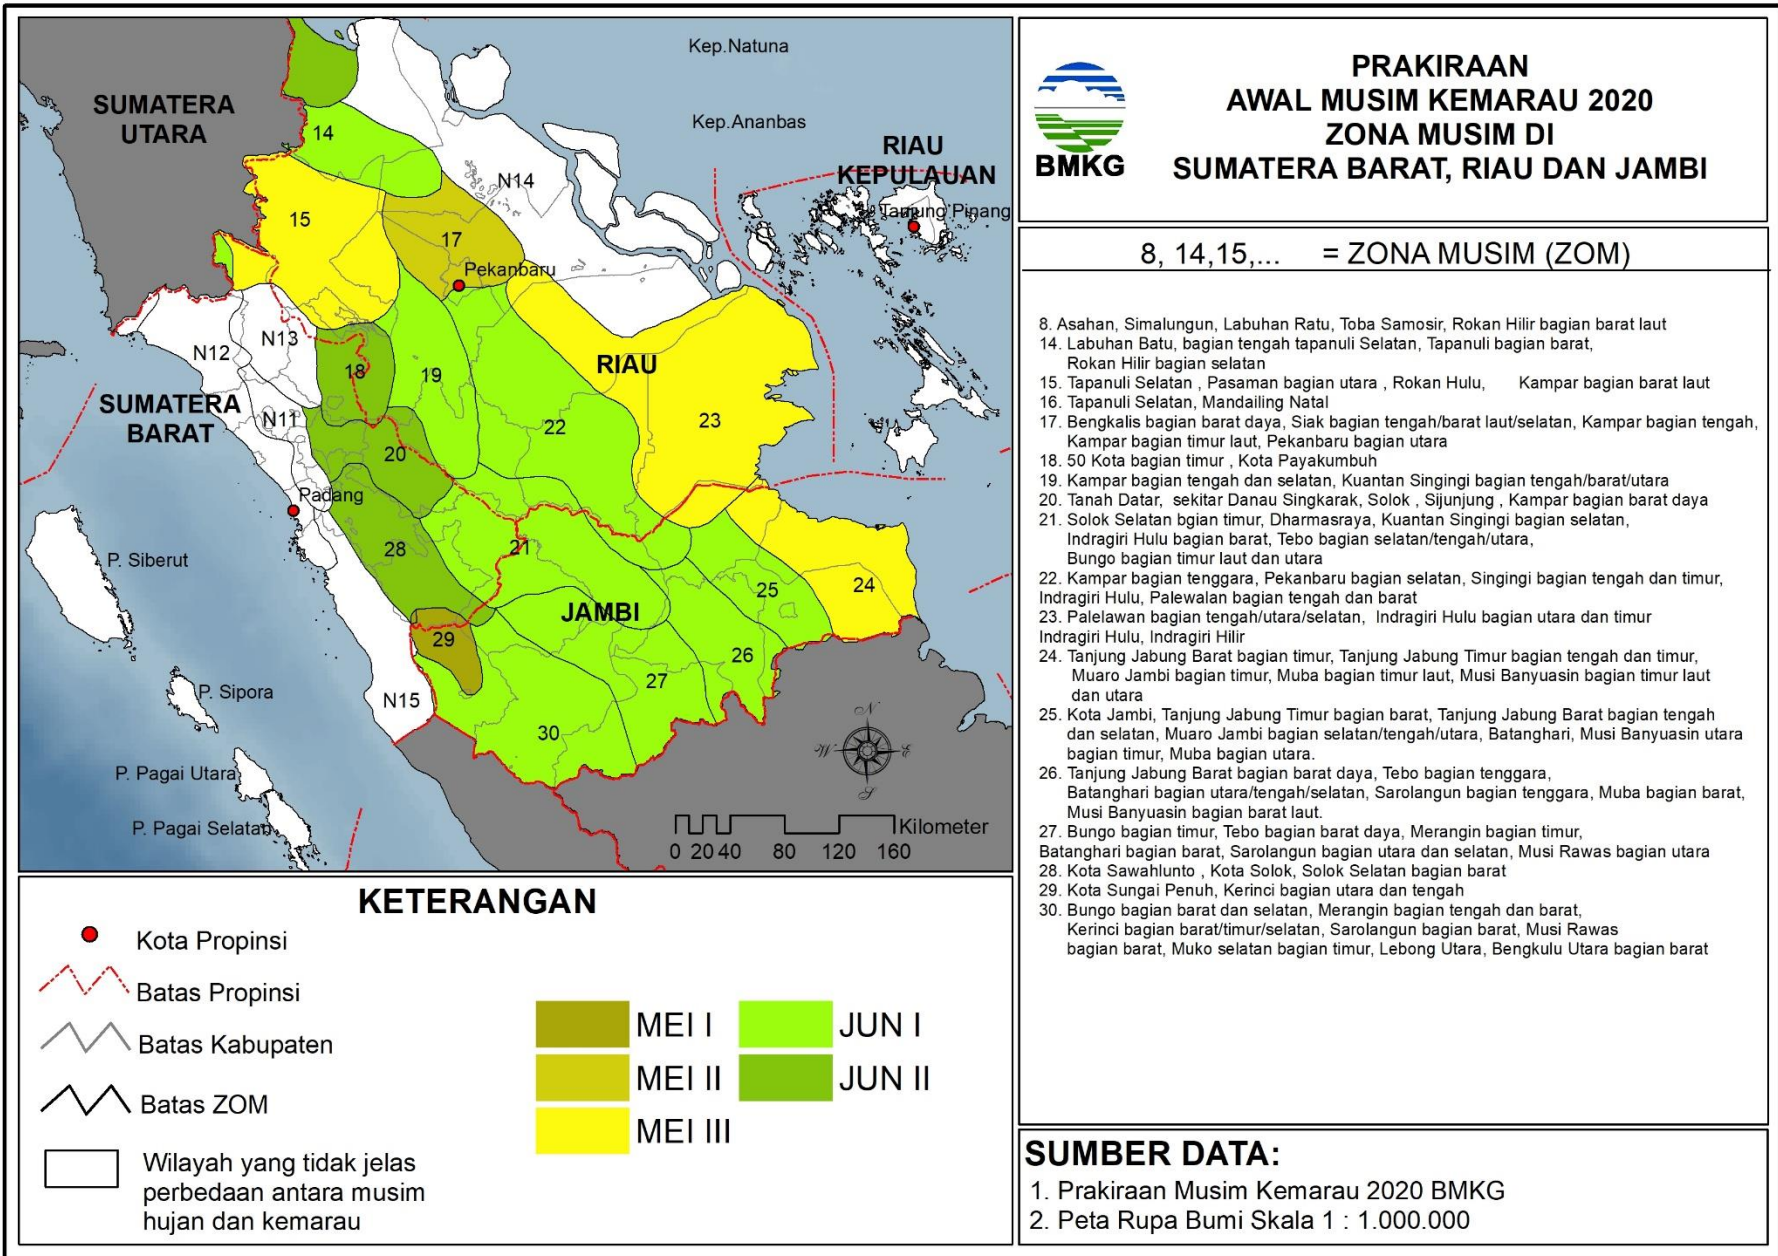 SUMATERA
UTARA
Kep.Natuna
Kep.Ananbas
RIAU
KEPULAUAN
Tanjung Pinang
14
N14
15
17
Pekanbaru
N13
N12
18
19
RIAU
SUMATERA
BARAT
N11
22
23
20
Padang
28
21
P. Siberut
25
24
JAMBI
29
26
27
P. Sipora
N15
30
N
W
E
S
P. Pagai Utara
P. Pagai Selatan
Kilometer
0 20 40 80 120 160
KETERANGAN
Kota Propinsi
Batas Propinsi
Batas Kabupaten
Batas ZOM
Wilayah yang tidak jelas
perbedaan antara musim
hujan dan kemarau
MEI I
MEI II
MEI III
JUN I
JUN II
BMKG
PRAKIRAAN
AWAL MUSIM KEMARAU 2020
ZONA MUSIM DI
SUMATERA BARAT, RIAU DAN JAMBI
8, 14,15,... = ZONA MUSIM (ZOM)
8. Asahan, Simalungun, Labuhan Ratu, Toba Samosir, Rokan Hilir bagian barat laut
14. Labuhan Batu, bagian tengah tapanuli Selatan, Tapanuli bagian barat,
Rokan Hilir bagian selatan
15. Tapanuli Selatan , Pasaman bagian utara , Rokan Hulu, Kampar bagian barat laut
16. Tapanuli Selatan, Mandailing Natal
17. Bengkalis bagian barat daya, Siak bagian tengah/barat laut/selatan, Kampar bagian tengah,
Kampar bagian timur laut, Pekanbaru bagian utara
18. 50 Kota bagian timur , Kota Payakumbuh
19. Kampar bagian tengah dan selatan, Kuantan Singingi bagian tengah/barat/utara
20. Tanah Datar, sekitar Danau Singkarak, Solok , Sijunjung , Kampar bagian barat daya
21. Solok Selatan bgian timur, Dharmasraya, Kuantan Singingi bagian selatan,
Indragiri Hulu bagian barat, Tebo bagian selatan/tengah/utara,
Bungo bagian timur laut dan utara
22. Kampar bagian tenggara, Pekanbaru bagian selatan, Singingi bagian tengah dan timur,
Indragiri Hulu, Palewalan bagian tengah dan barat
23. Palelawan bagian tengah/utara/selatan, Indragiri Hulu bagian utara dan timur
Indragiri Hulu, Indragiri Hilir
24. Tanjung Jabung Barat bagian timur, Tanjung Jabung Timur bagian tengah dan timur,
Muaro Jambi bagian timur, Muba bagian timur laut, Musi Banyuasin bagian timur laut
dan utara
25. Kota Jambi, Tanjung Jabung Timur bagian barat, Tanjung Jabung Barat bagian tengah
dan selatan, Muaro Jambi bagian selatan/tengah/utara, Batanghari, Musi Banyuasin utara
bagian timur, Muba bagian utara.
26. Tanjung Jabung Barat bagian barat daya, Tebo bagian tenggara,
Batanghari bagian utara/tengah/selatan, Sarolangun bagian tenggara, Muba bagian barat,
Musi Banyuasin bagian barat laut.
27. Bungo bagian timur, Tebo bagian barat daya, Merangin bagian timur,
Batanghari bagian barat, Sarolangun bagian utara dan selatan, Musi Rawas bagian utara
28. Kota Sawahlunto , Kota Solok, Solok Selatan bagian barat
29. Kota Sungai Penuh, Kerinci bagian utara dan tengah
30. Bungo bagian barat dan selatan, Merangin bagian tengah dan barat,
Kerinci bagian barat/timur/selatan, Sarolangun bagian barat, Musi Rawas
bagian barat, Muko selatan bagian timur, Lebong Utara, Bengkulu Utara bagian barat
SUMBER DATA:
1. Prakiraan Musim Kemarau 2020 BMKG
2. Peta Rupa Bumi Skala 1 : 1.000.000